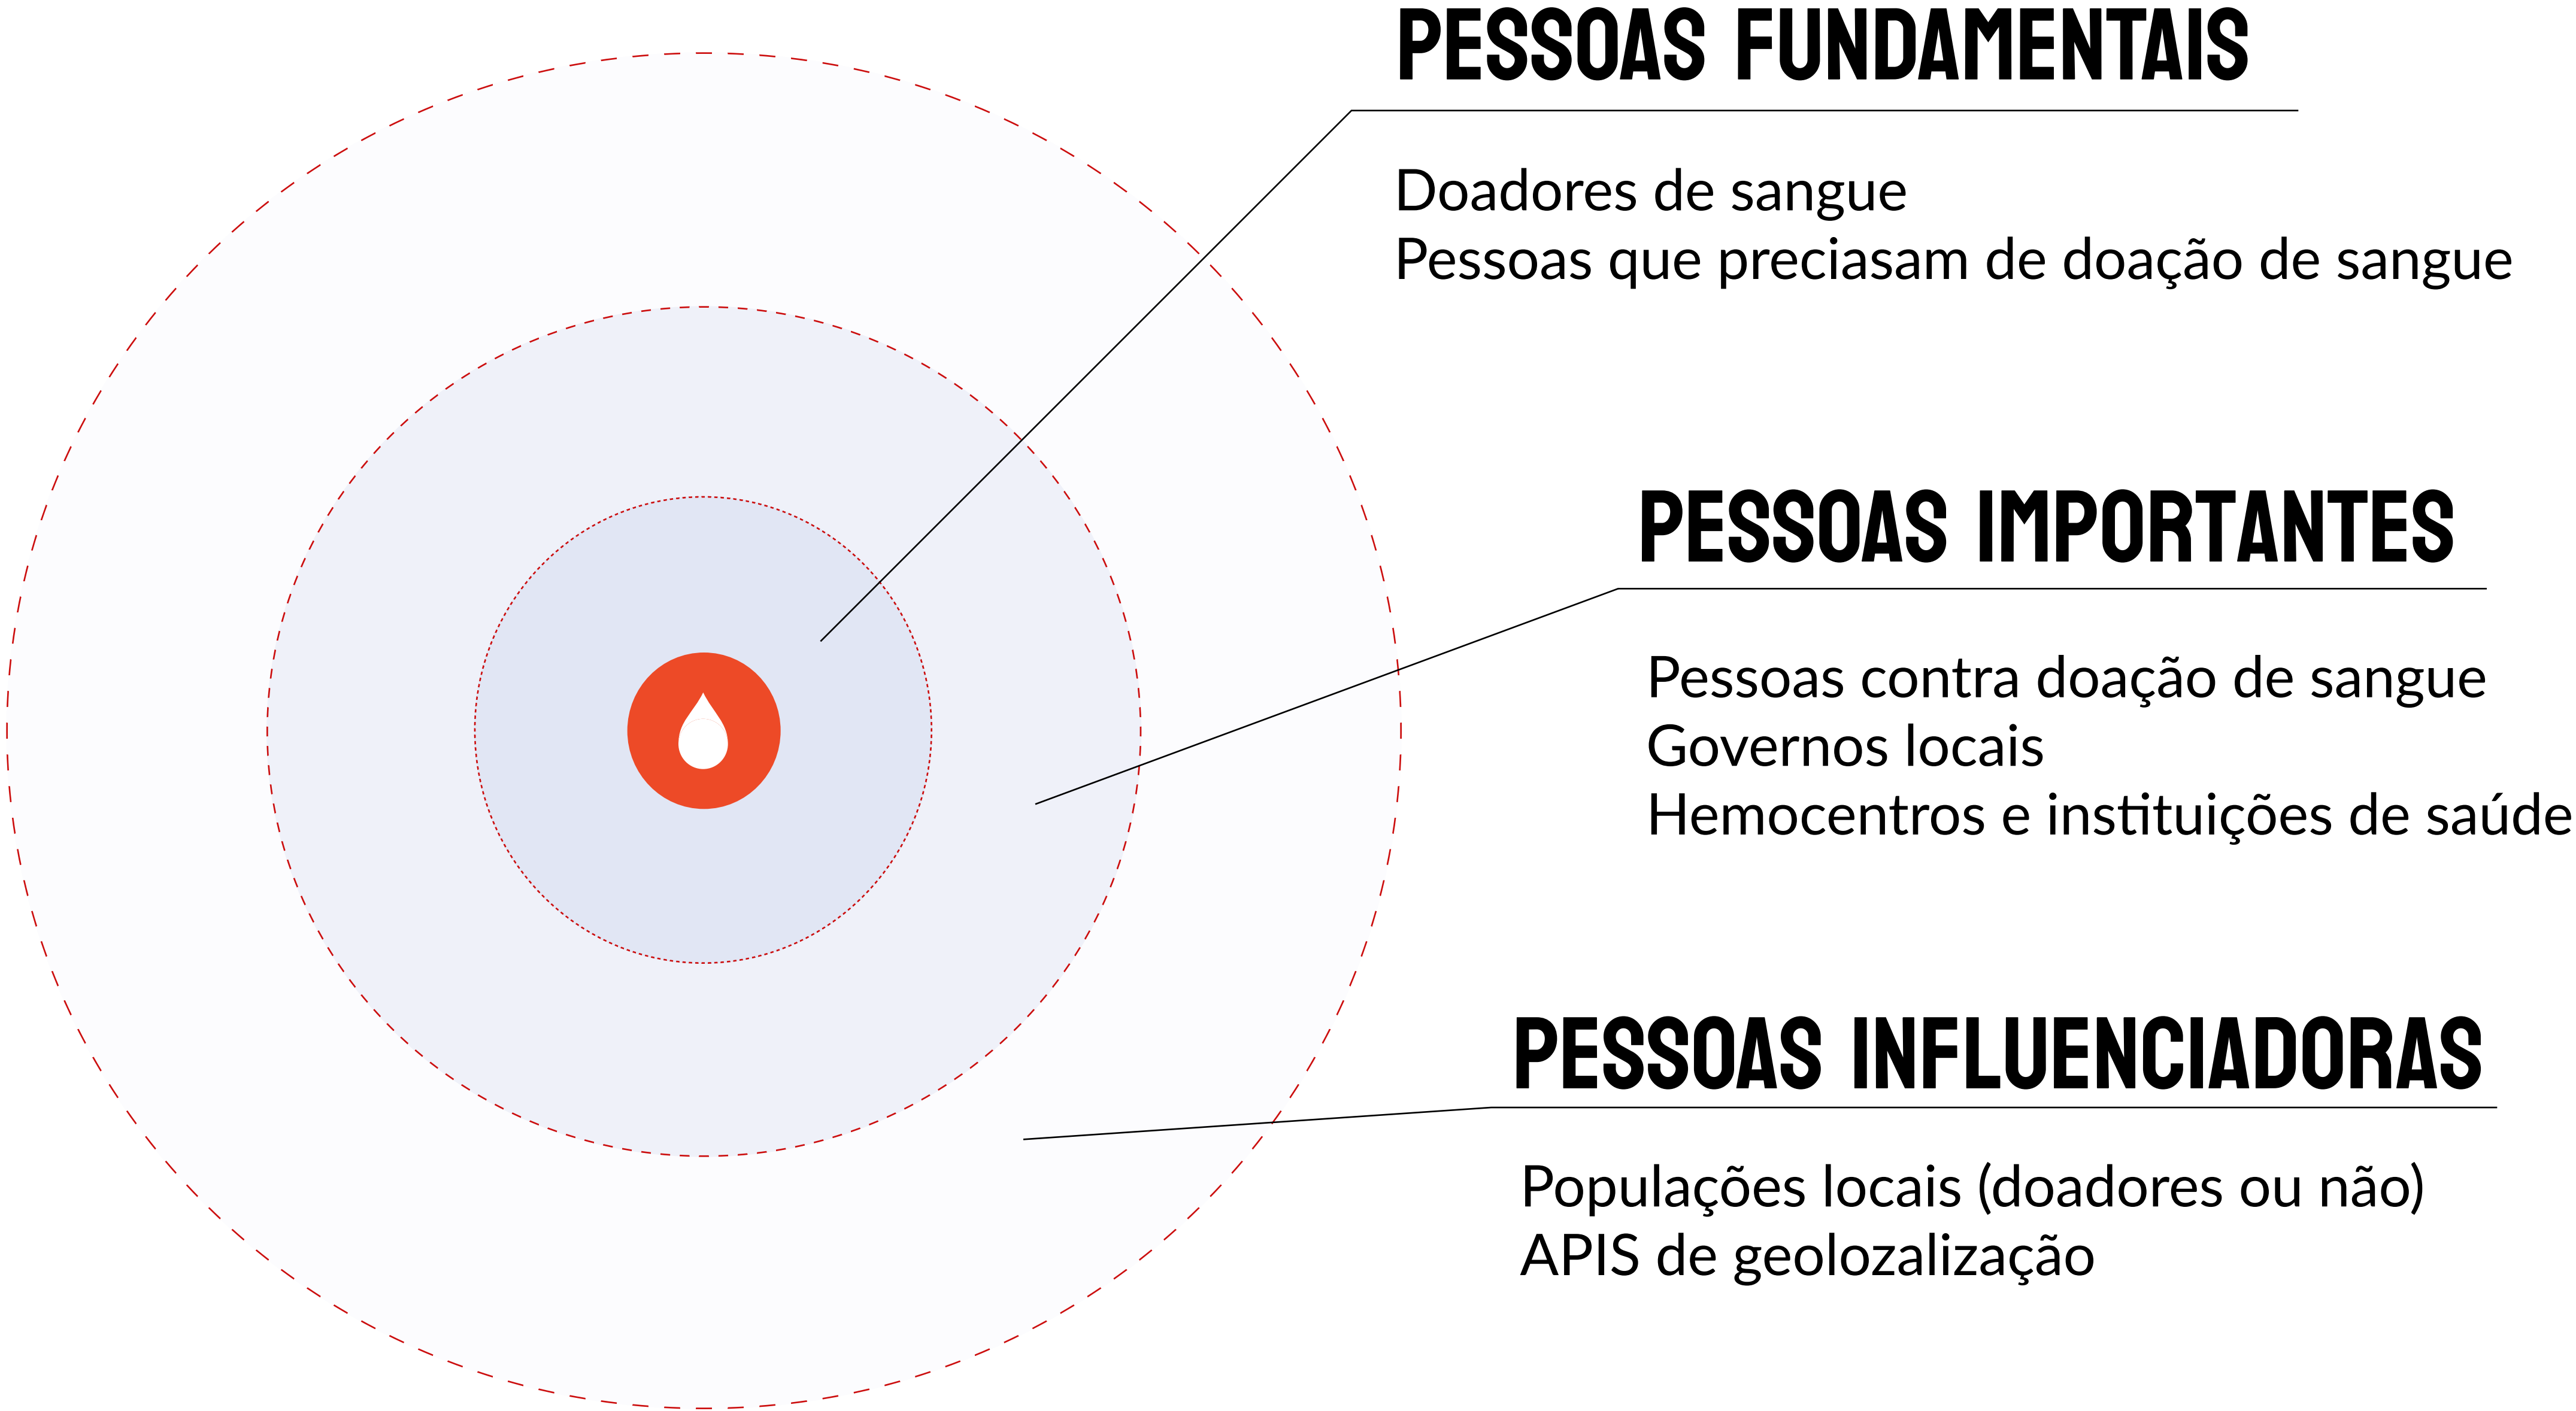 PESSOAS FUNDAMENTAIS
Doadores de sangue
Pessoas que preciasam de doação de sangue
PESSOAS IMPORTANTES
Pessoas contra doação de sangue
Governos locais
Hemocentros e instituições de saúde
PESSOAS INFLUENCIADORAS
Populações locais (doadores ou não)
APIS de geolozalização